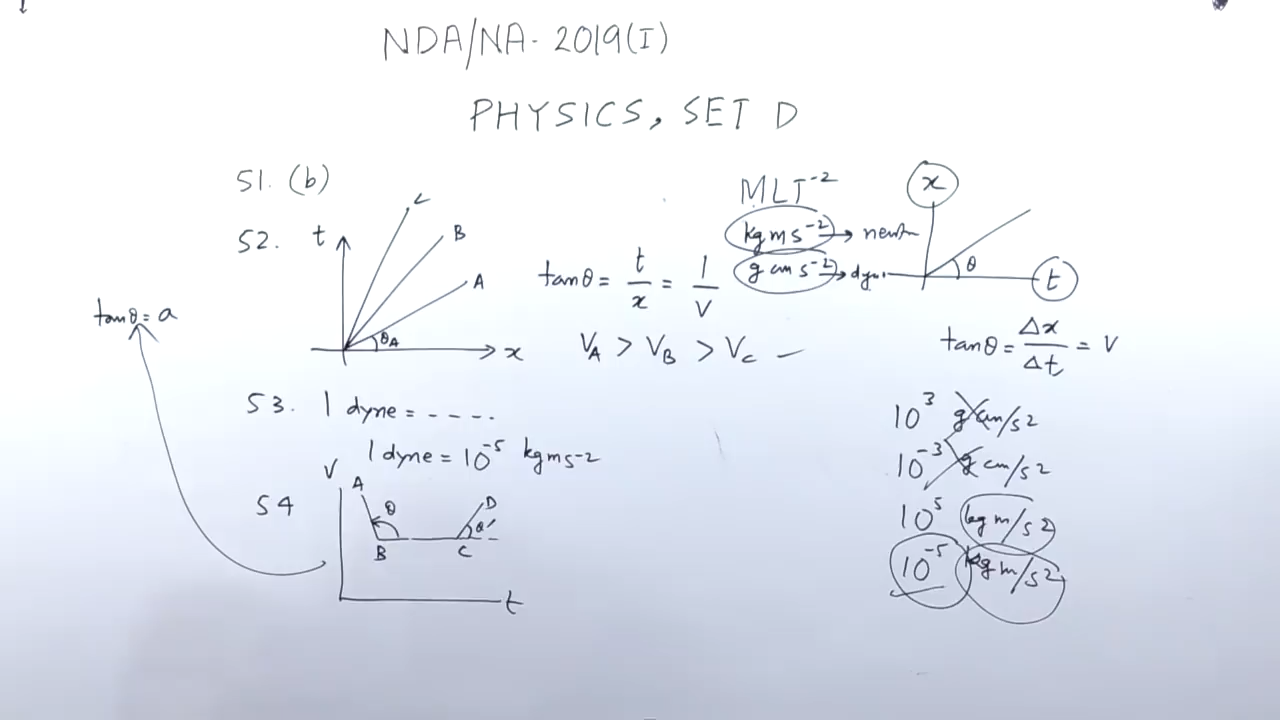 NDA/NA- 2019(I)
PHYSICS, SET D
51. (b)
MLT⁻²
x
52. t
C
B
A
θA
x
tanθ = t/x = 1/V
kg m s⁻² → newton
g cm s⁻² → dyne
θ
t
tanθ = a
VA > VB > VC –
tanθ = Δx/Δt = V
53. 1 dyne = - - - -.
1 dyne = 10⁻⁵ kgms-2
10³ g cm/s2
10⁻³ g cm/s2
10⁵ kg m/s2
10⁻⁵ kg m/s2
54
V
A
θ
B
C
D
θ'
t